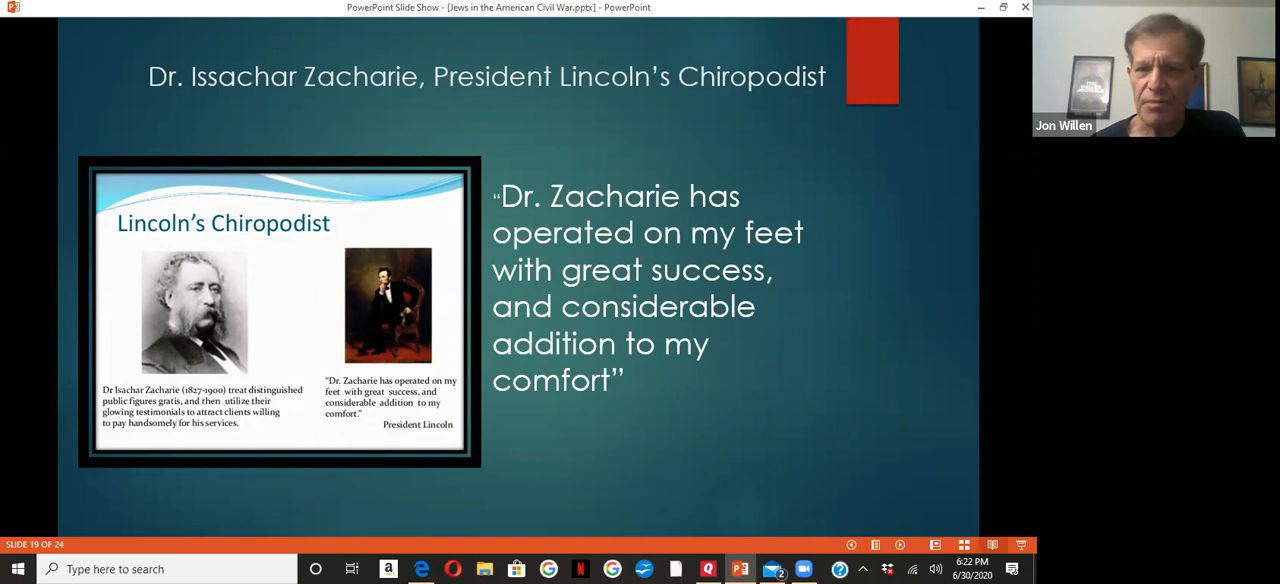 PowerPoint Slide Show - [Jews in the American Civil War.pptx] - PowerPoint
Jon Willen
Dr. Issachar Zacharie, President Lincoln's Chiropodist
Lincoln's Chiropodist
Dr Isachar Zacharie (1827-1900) treat distinguished
public figures gratis, and then utilize their
glowing testimonials to attract clients willing
to pay handsomely for his services.
"Dr. Zacharie has operated on my
feet with great success, and
considerable addition to my
comfort."
President Lincoln
“Dr. Zacharie has
operated on my feet
with great success,
and considerable
addition to my
comfort”
SLIDE 19 OF 24
Type here to search
2
6:22 PM
6/30/2020